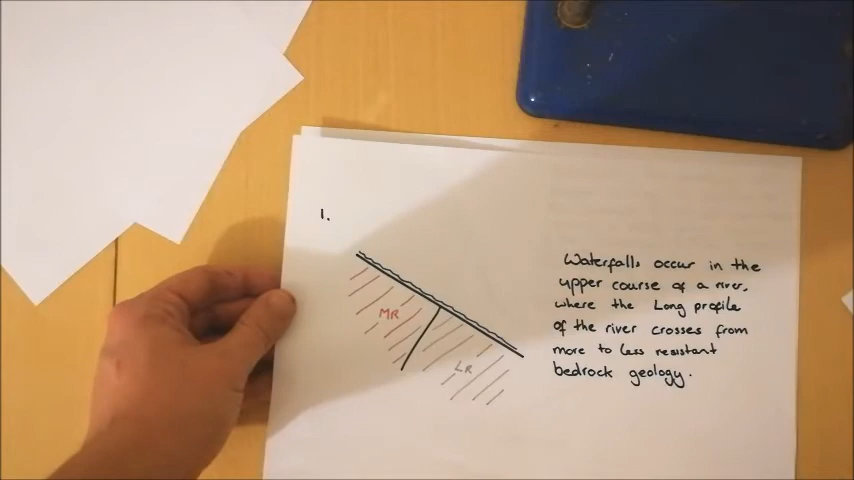 1.
MR
LR
Waterfalls occur in the
upper course of a river,
where the Long profile
of the river crosses from
more to less resistant
bedrock geology.